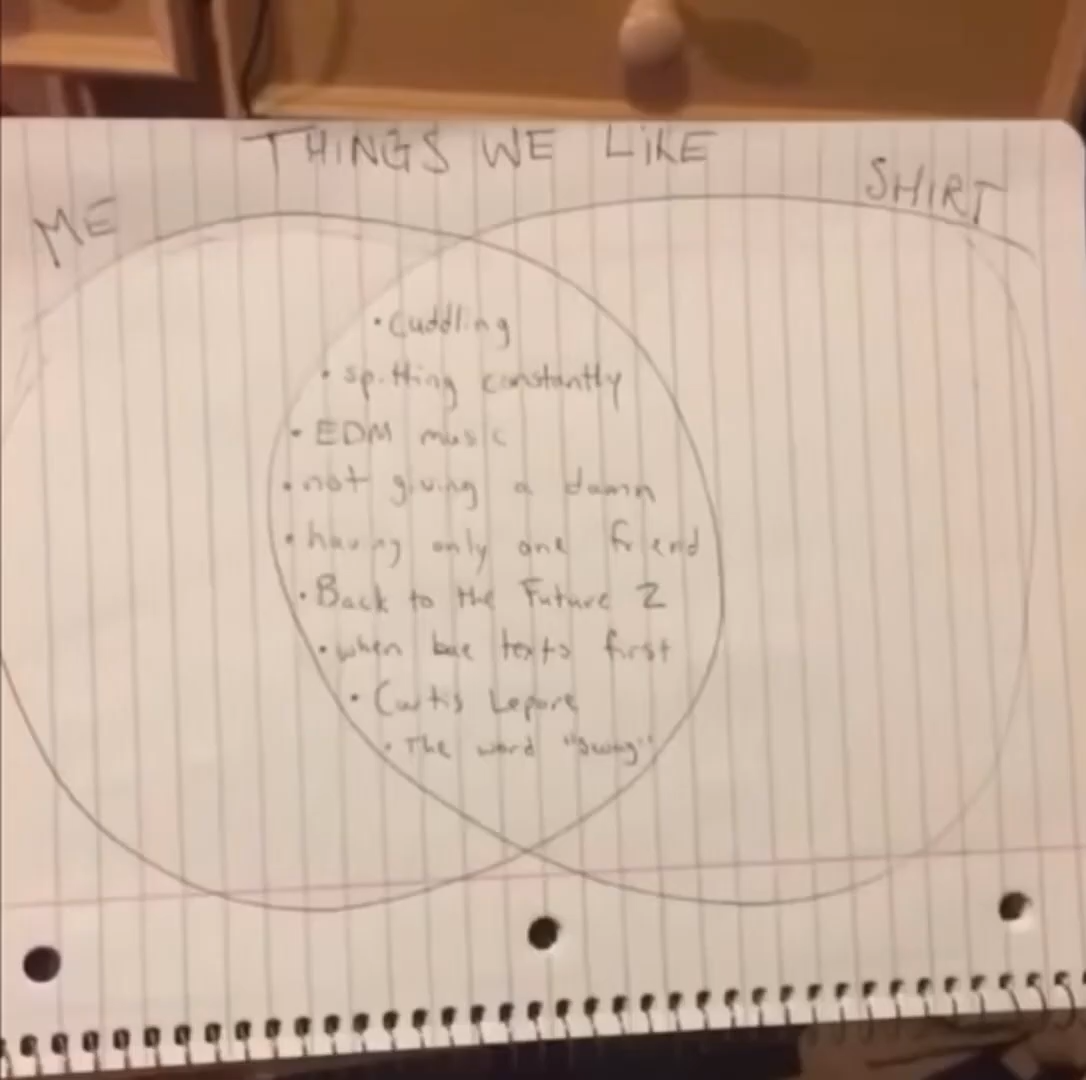 THINGS WE LIKE
ME
SHIRT
• Cuddling
• spitting constantly
• EDM music
• not giving a damn
• having only one friend
• Back to the Future 2
• when bae texts first
• Curtis Lepore
• The word "swag"